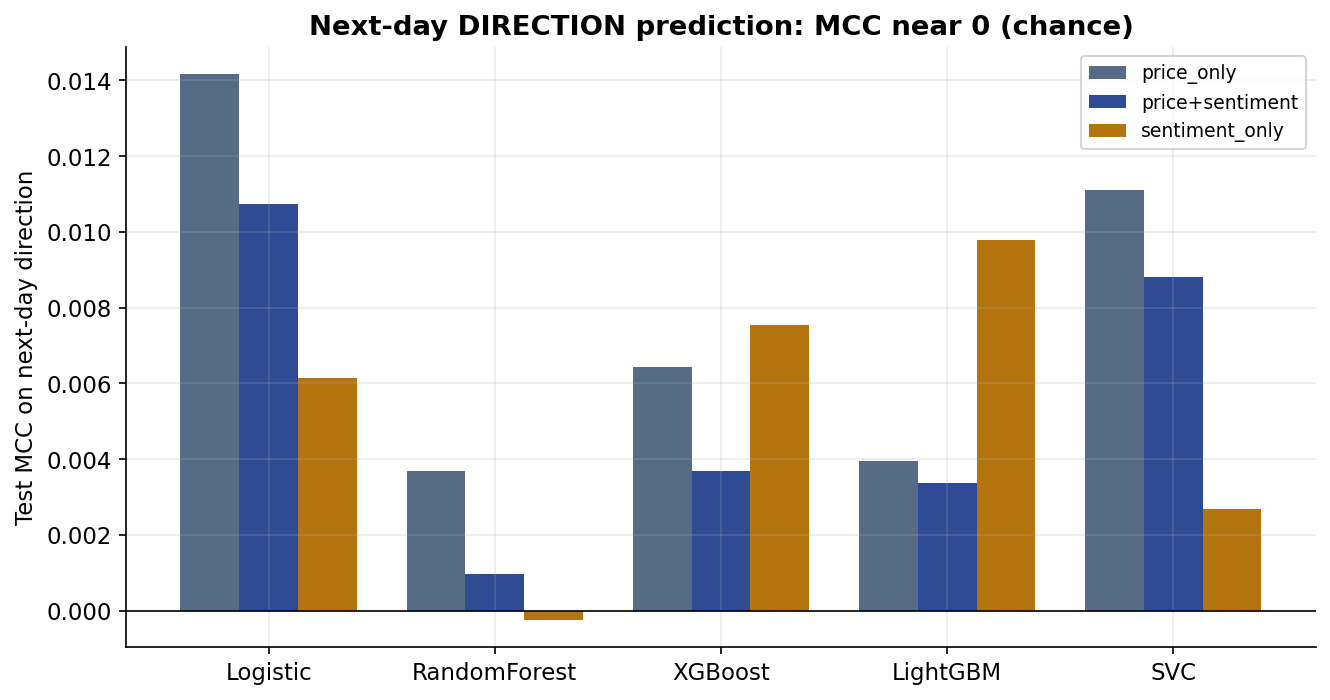 Next-day DIRECTION prediction: MCC near 0 (chance)
price_only
price+sentiment
sentiment_only
Test MCC on next-day direction
0.014
0.012
0.010
0.008
0.006
0.004
0.002
0.000
Logistic RandomForest XGBoost LightGBM SVC